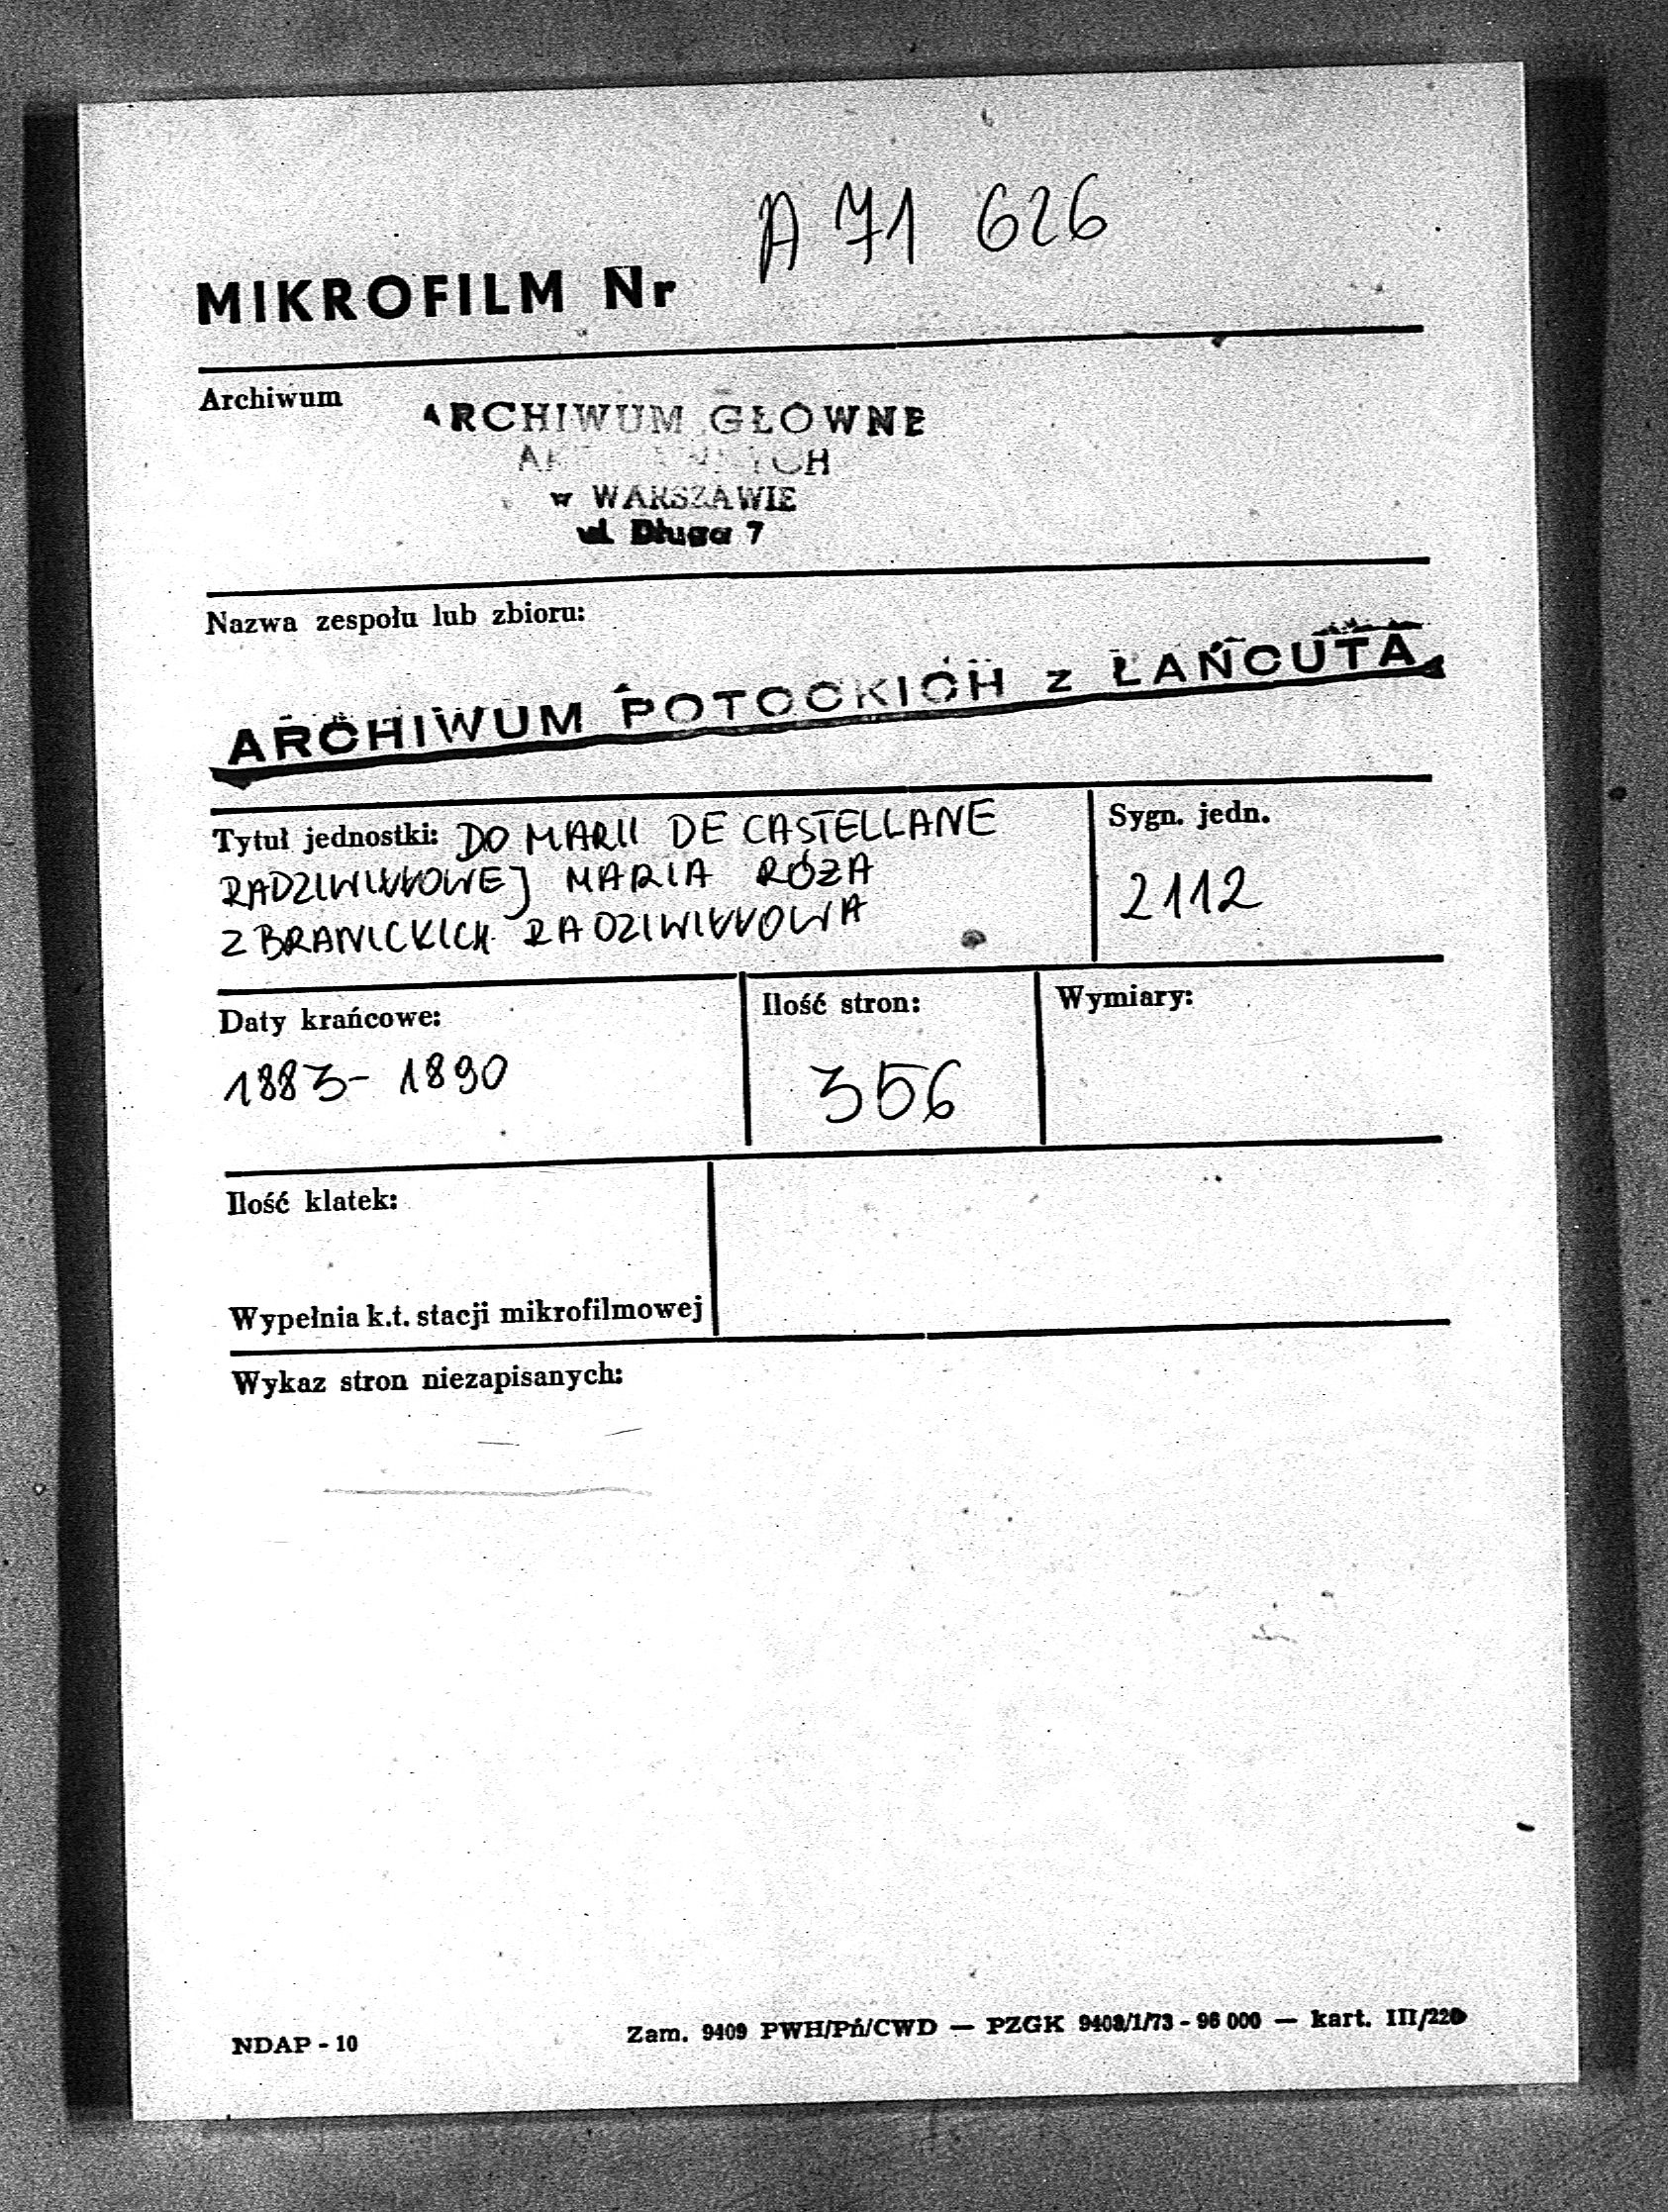 A 71 626
MIKROFILM Nr
Archiwum
ARCHIWUM GŁÓWNE
w WARSZAWIE
ul. Długa 7
Nazwa zespołu lub zbioru:
ARCHIWUM POTOCKICH z ŁAŃCUTA
Tytuł jednostki: DO MARII DE CASTELLANE
RADZIWIŁŁOWEJ MARIA RÓŻA
Z BRANICKICH RADZIWIŁŁOWA
Sygn. jedn.
2112
Daty krańcowe:
1883- 1890
Ilość stron:
356
Wymiary:
Ilość klatek:
Wypełnia k.t. stacji mikrofilmowej
Wykaz stron niezapisanych:
NDAP - 10
Zam. 9409 PWH/Pń/CWD — PZGK 9408/1/73 - 96 000 — kart. III/220